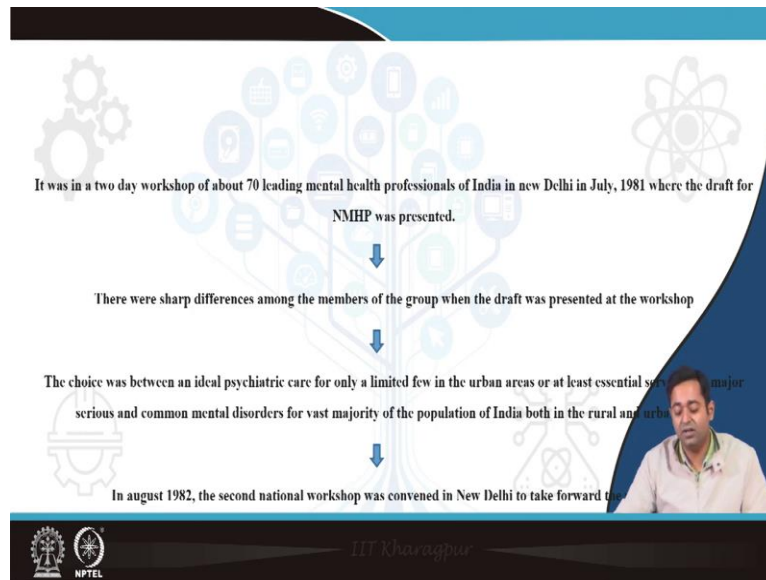 It was in a two day workshop of about 70 leading mental health professionals of India in new Delhi in July, 1981 where the draft for
NMHP was presented.
There were sharp differences among the members of the group when the draft was presented at the workshop
The choice was between an ideal psychiatric care for only a limited few in the urban areas or at least essential major
serious and common mental disorders for vast majority of the population of India both in the rural and
In august 1982, the second national workshop was convened in New Delhi to take forward
IIT Kharagpur
NPTEL